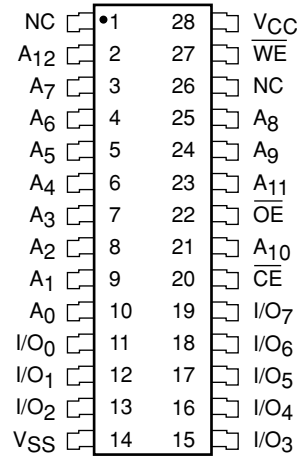 NC •1 28 VCC
A12 2 27 WE
A7 3 26 NC
A6 4 25 A8
A5 5 24 A9
A4 6 23 A11
A3 7 22 OE
A2 8 21 A10
A1 9 20 CE
A0 10 19 I/O7
I/O0 11 18 I/O6
I/O1 12 17 I/O5
I/O2 13 16 I/O4
VSS 14 15 I/O3